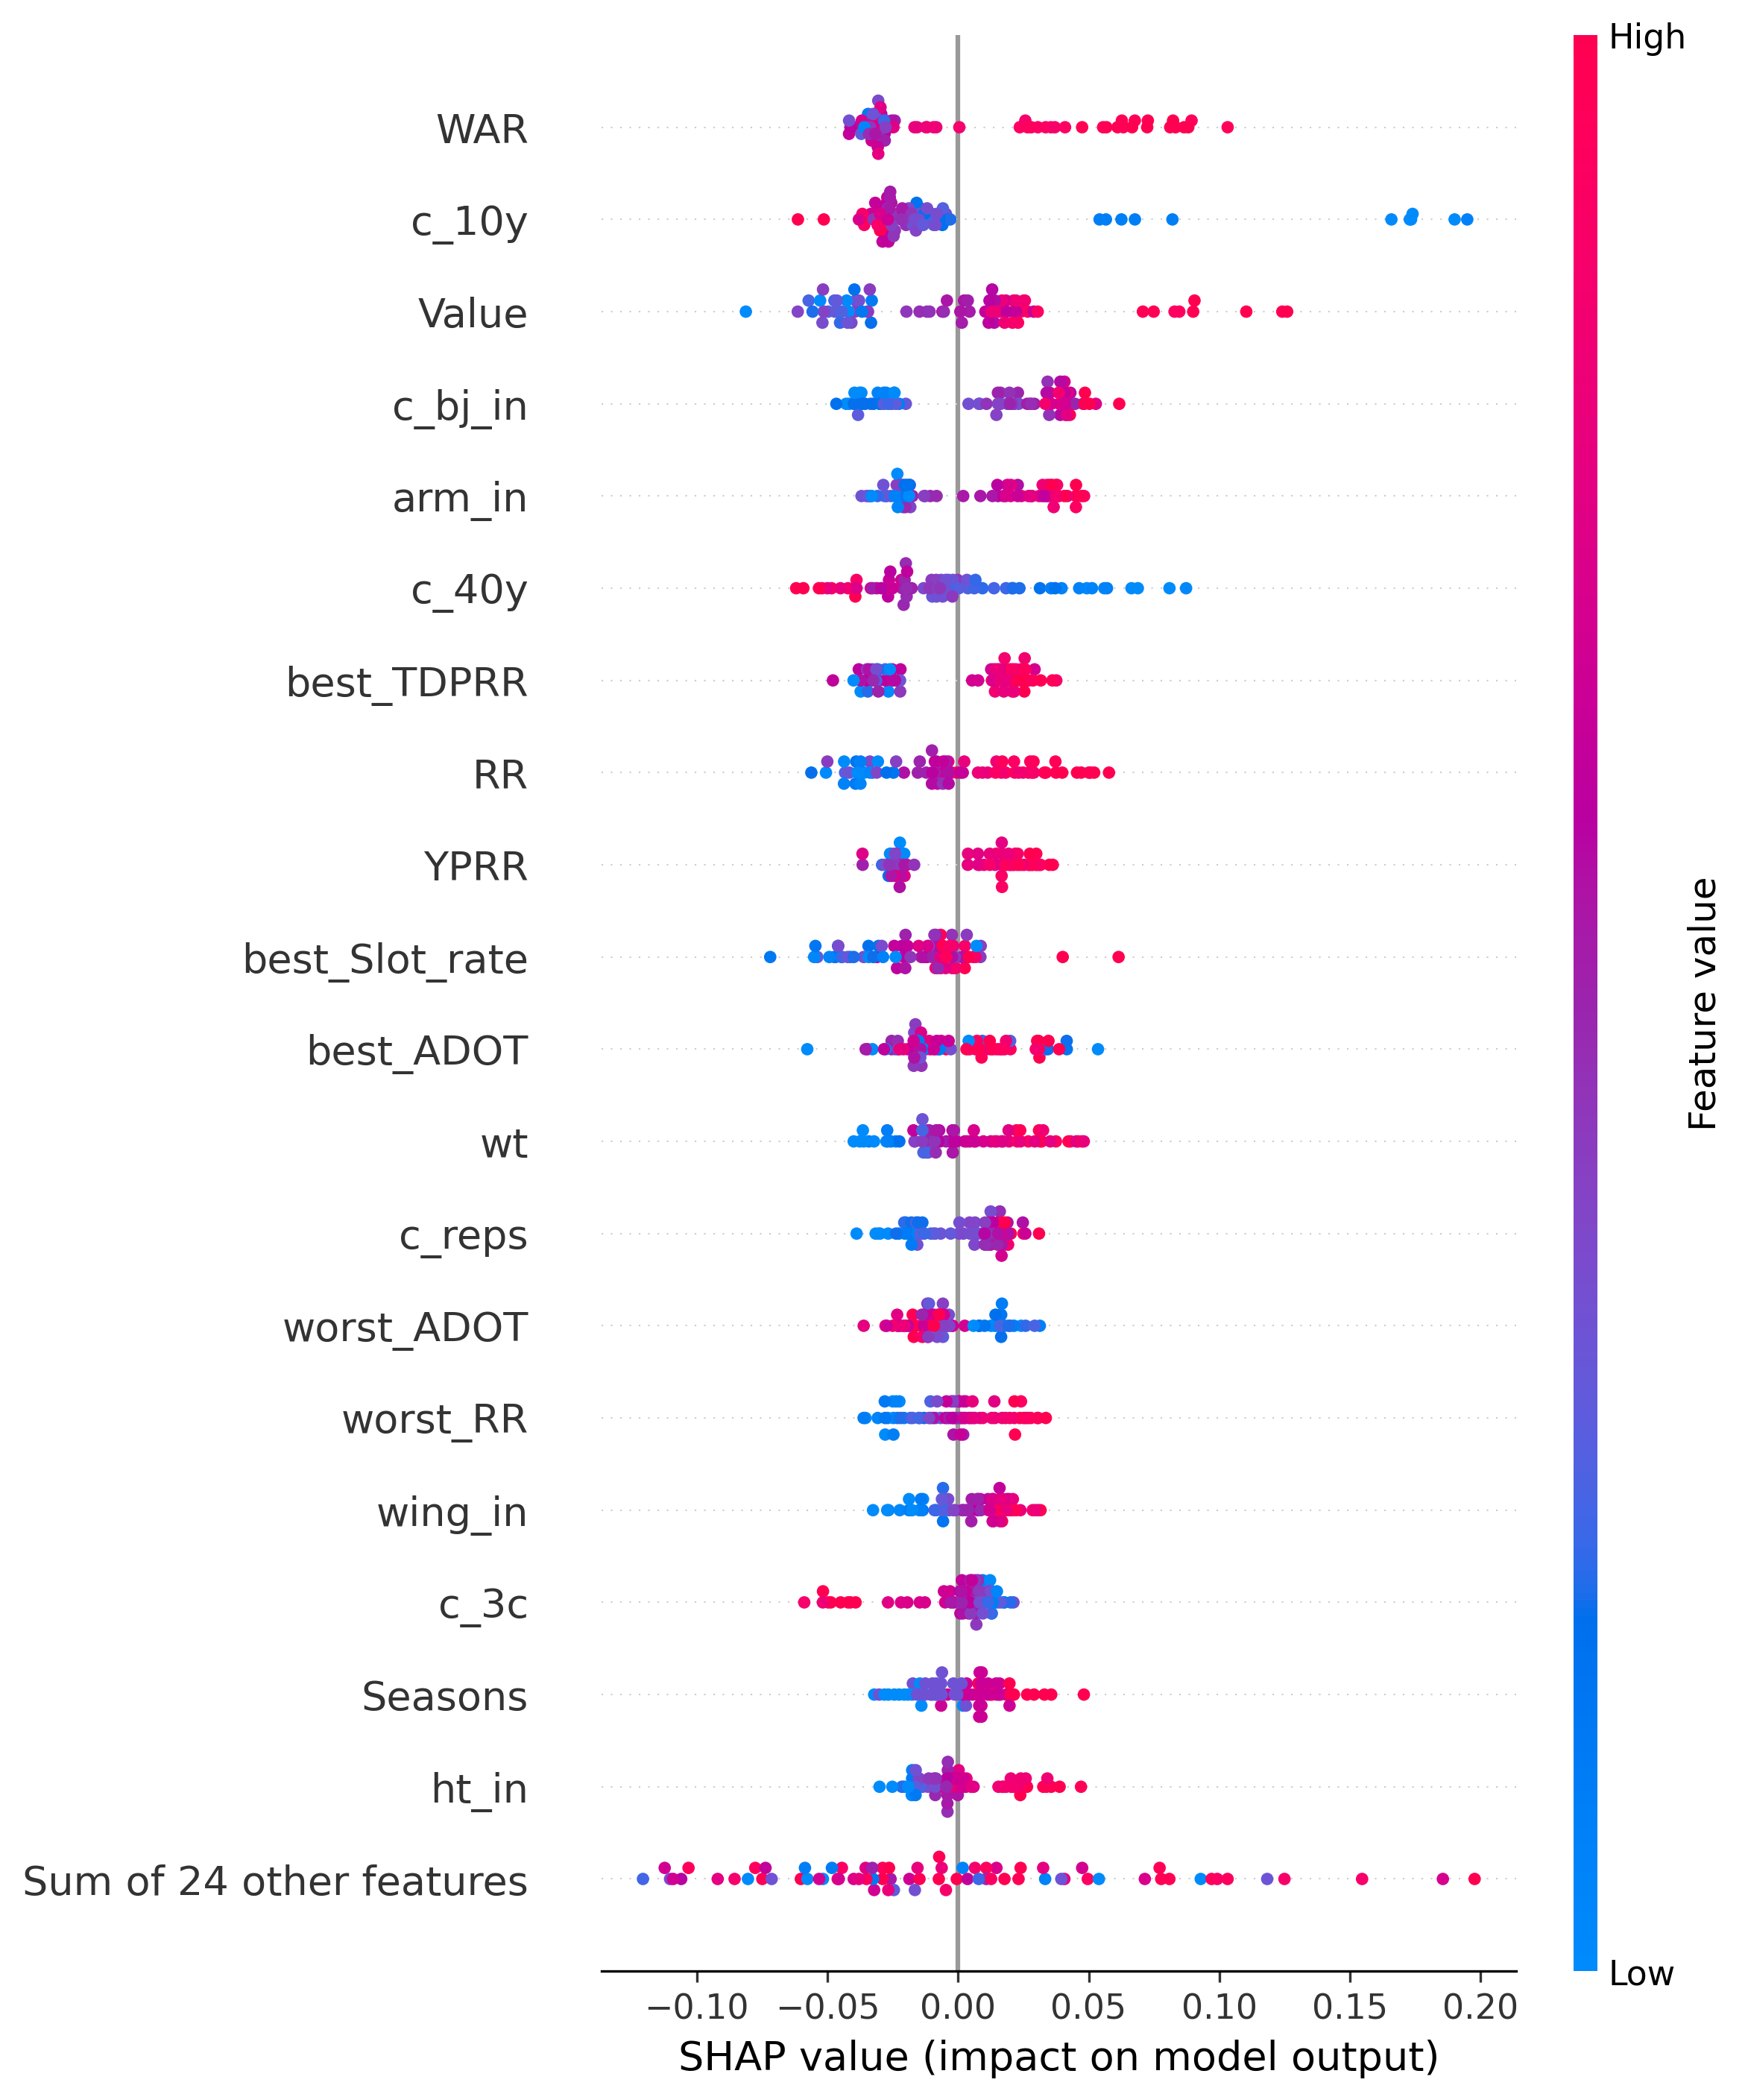 High
WAR
c_10y
Value
c_bj_in
arm_in
c_40y
best_TDPRR
RR
YPRR
best_Slot_rate
best_ADOT
wt
c_reps
worst_ADOT
worst_RR
wing_in
c_3c
Seasons
ht_in
Sum of 24 other features
Feature value
Low
−0.10 −0.05 0.00 0.05 0.10 0.15 0.20
SHAP value (impact on model output)